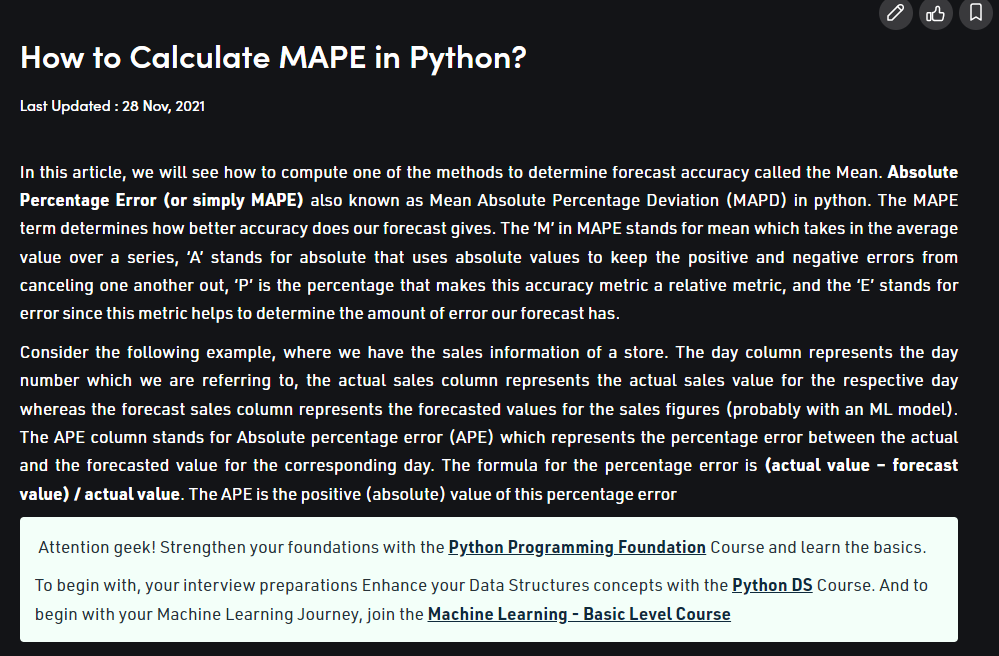 How to Calculate MAPE in Python?
Last Updated : 28 Nov, 2021
In this article, we will see how to compute one of the methods to determine forecast accuracy called the Mean. Absolute
Percentage Error (or simply MAPE) also known as Mean Absolute Percentage Deviation (MAPD) in python. The MAPE
term determines how better accuracy does our forecast gives. The ‘M’ in MAPE stands for mean which takes in the average
value over a series, ‘A’ stands for absolute that uses absolute values to keep the positive and negative errors from
canceling one another out, ‘P’ is the percentage that makes this accuracy metric a relative metric, and the ‘E’ stands for
error since this metric helps to determine the amount of error our forecast has.
Consider the following example, where we have the sales information of a store. The day column represents the day
number which we are referring to, the actual sales column represents the actual sales value for the respective day
whereas the forecast sales column represents the forecasted values for the sales figures (probably with an ML model).
The APE column stands for Absolute percentage error (APE) which represents the percentage error between the actual
and the forecasted value for the corresponding day. The formula for the percentage error is (actual value – forecast
value) / actual value. The APE is the positive (absolute) value of this percentage error
Attention geek! Strengthen your foundations with the Python Programming Foundation Course and learn the basics.
To begin with, your interview preparations Enhance your Data Structures concepts with the Python DS Course. And to
begin with your Machine Learning Journey, join the Machine Learning - Basic Level Course